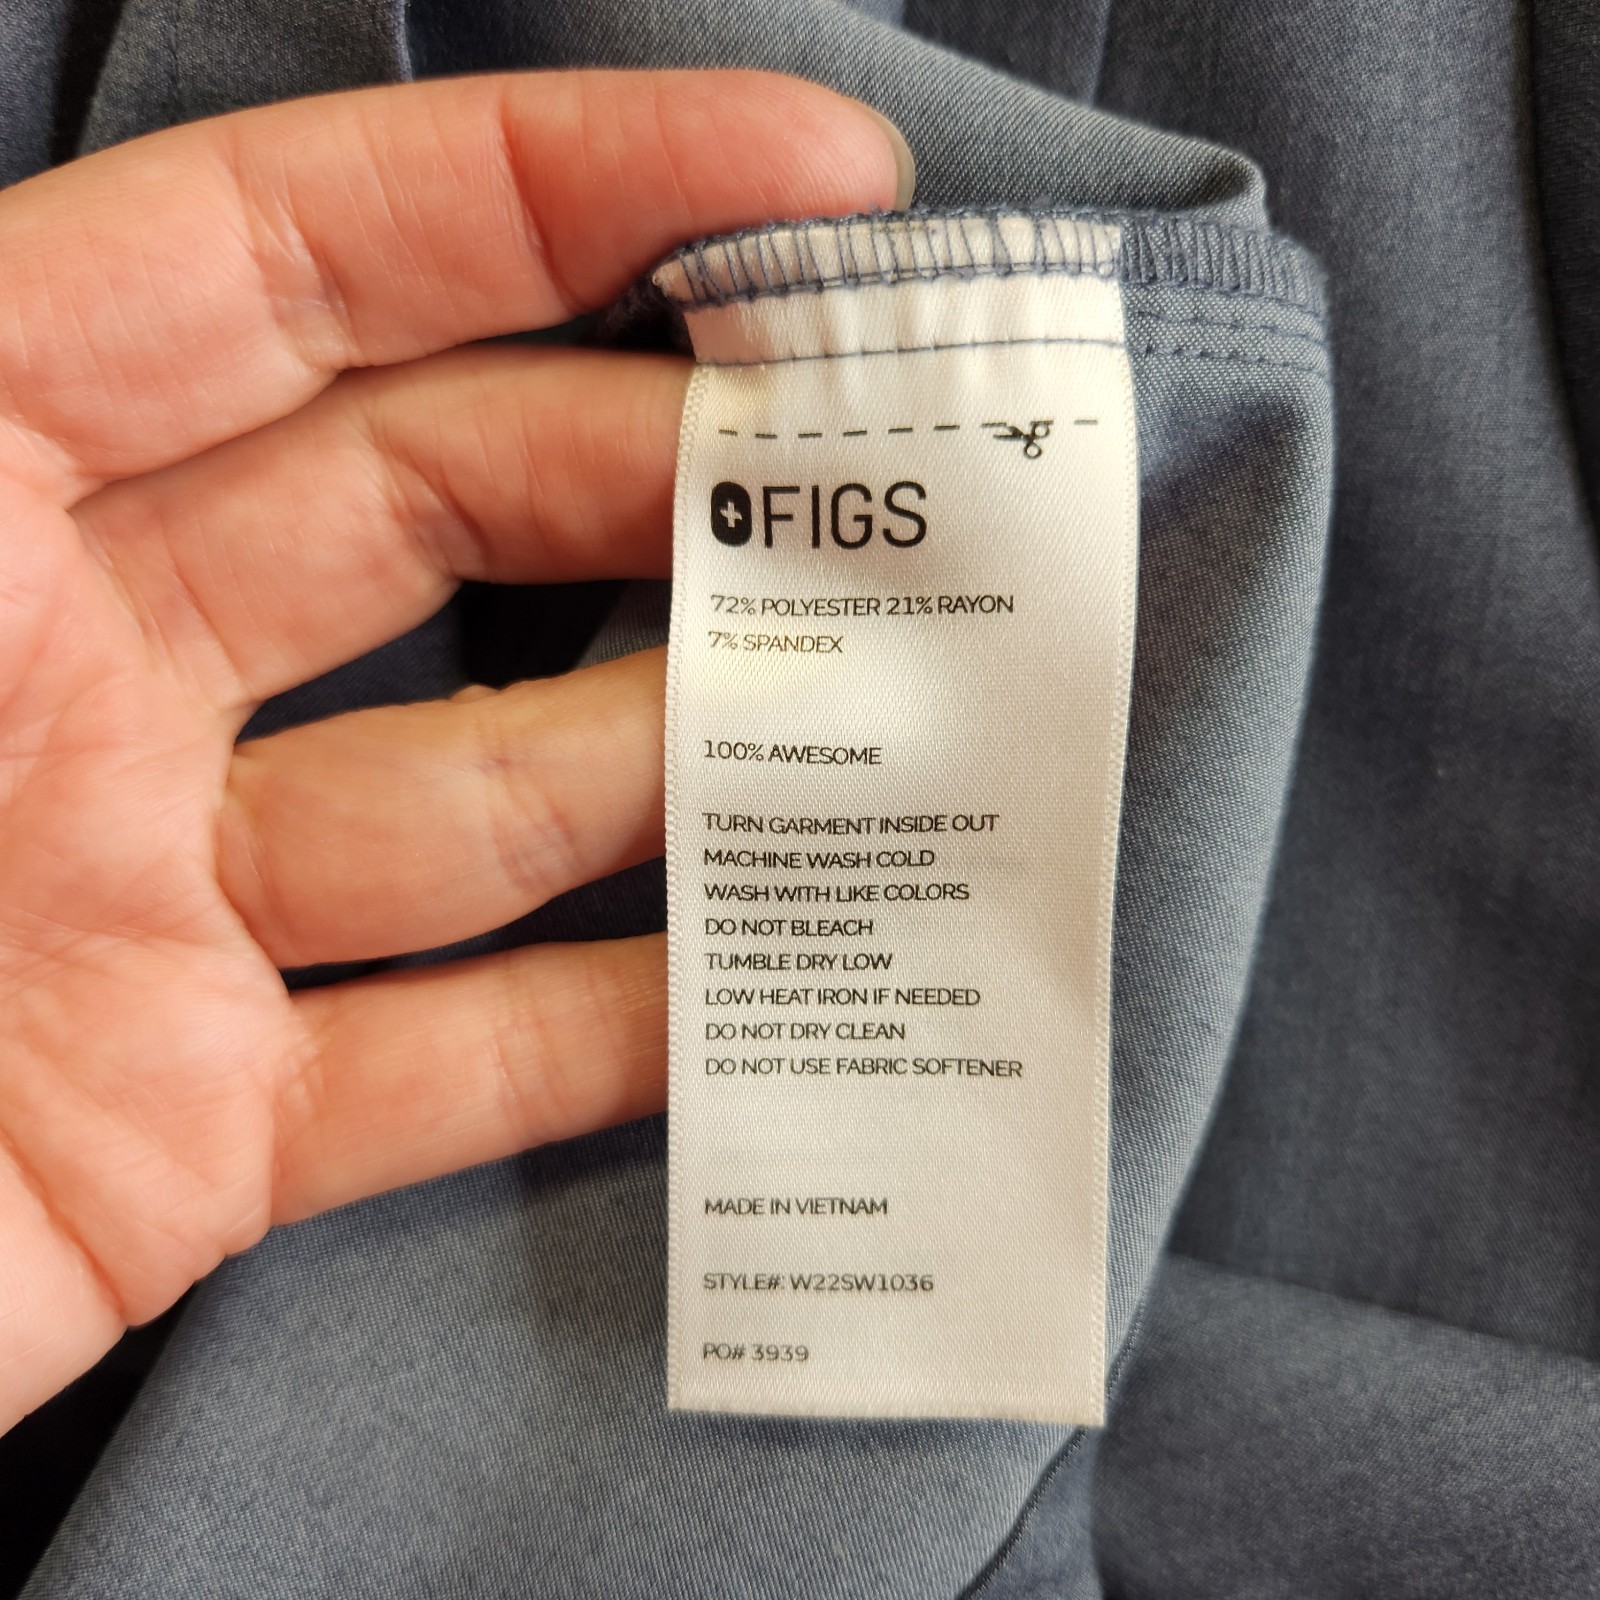 FIGS
72% POLYESTER 21% RAYON
7% SPANDEX
100% AWESOME
TURN GARMENT INSIDE OUT
MACHINE WASH COLD
WASH WITH LIKE COLORS
DO NOT BLEACH
TUMBLE DRY LOW
LOW HEAT IRON IF NEEDED
DO NOT DRY CLEAN
DO NOT USE FABRIC SOFTENER
MADE IN VIETNAM
STYLE#: W22SW1036
PO# 3939